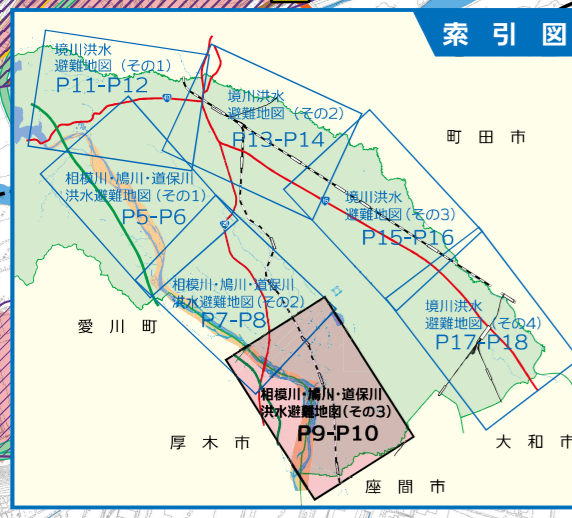 索引図
境川洪水
避難地図(その1)
P11-P12
境川洪水
避難地図(その2)
P13-P14
町田市
相模川・鳩川・道保川
洪水避難地図(その1)
P5-P6
境川洪水
避難地図(その3)
P15-P16
相模川・鳩川・道保川
洪水避難地図(その2)
P7-P8
境川洪水
避難地図(その4)
P17-P18
愛川町
相模川・鳩川・道保川
洪水避難地図(その3)
P9-P10
厚木市
大和市
座間市